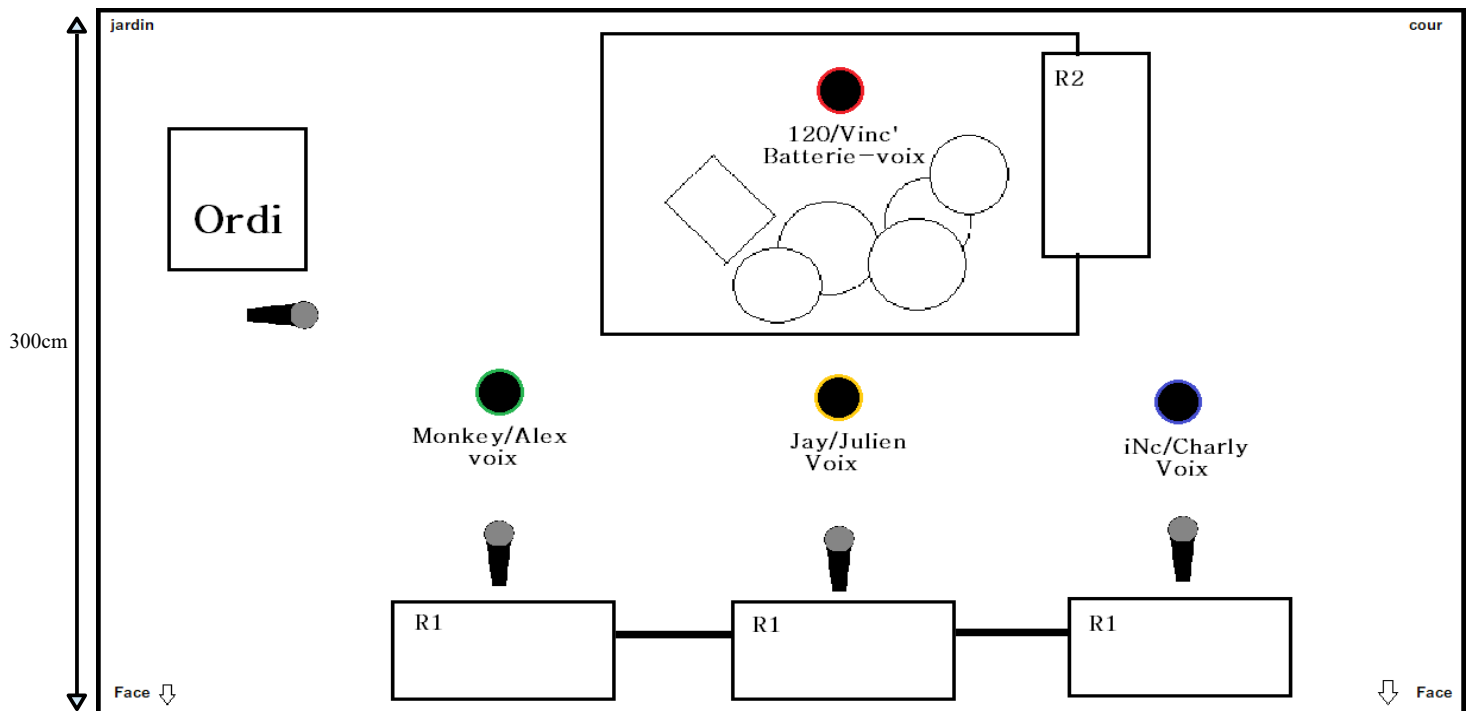 jardin
cour
R2
120/Vinc'
Batterie-voix
Ordi
300cm
Monkey/Alex
voix
Jay/Julien
Voix
iNc/Charly
Voix
R1
R1
R1
Face
Face